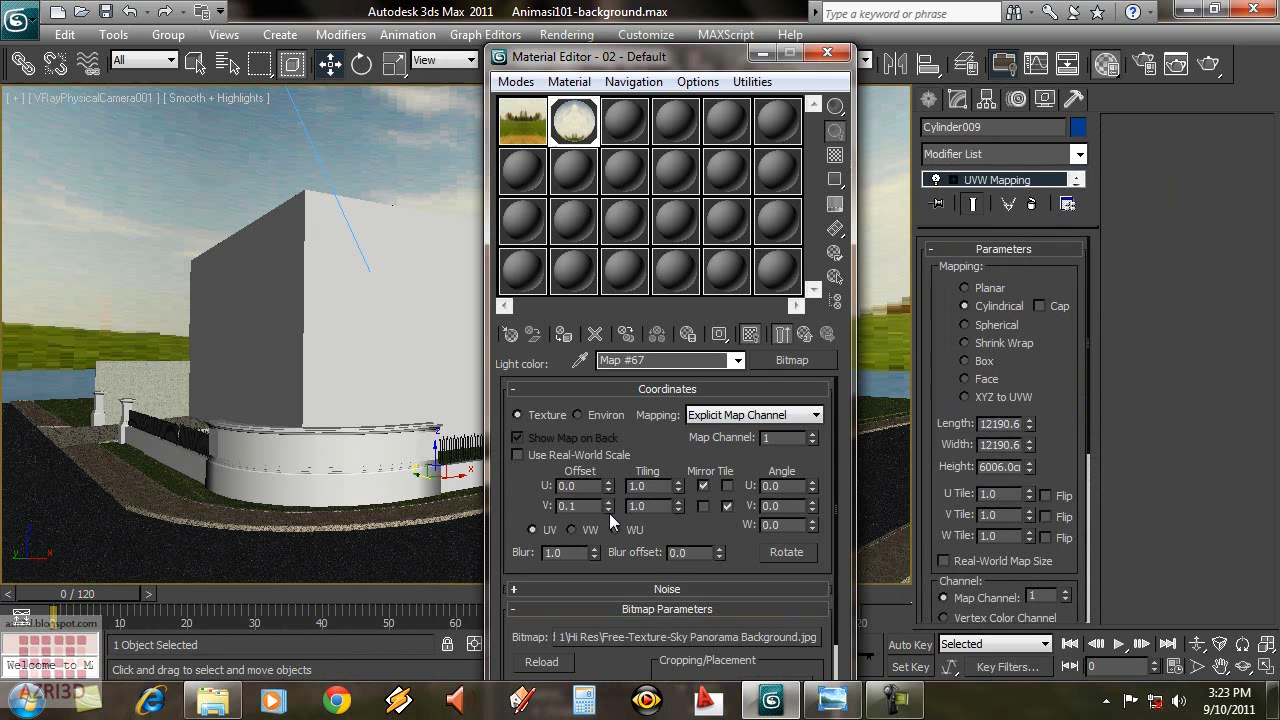 Autodesk 3ds Max 2011 Animasi101-background.max
Type a keyword or phrase
Edit Tools Group Views Create Modifiers Animation Graph Editors Rendering Customize MAXScript Help
All
View
Material Editor - 02 - Default
Modes Material Navigation Options Utilities
[ + ] [ VRayPhysicalCamera001 ] [ Smooth + Highlights ]
Cylinder009
Modifier List
UVW Mapping
Light color: Map #67 Bitmap
- Coordinates
Texture Environ Mapping: Explicit Map Channel
Show Map on Back Map Channel: 1
Use Real-World Scale
Offset Tiling Mirror Tile Angle
U: 0.0 1.0 U: 0.0
V: 0.1 1.0 V: 0.0
W: 0.0
UV VW WU
Blur: 1.0 Blur offset: 0.0 Rotate
+ Noise
- Bitmap Parameters
Bitmap: 1\Hi Res\Free-Texture-Sky Panorama Background.jpg
Reload Cropping/Placement
- Parameters
Mapping:
Planar
Cylindrical Cap
Spherical
Shrink Wrap
Box
Face
XYZ to UVW
Length: 12190.6
Width: 12190.6
Height: 6006.0
U Tile: 1.0 Flip
V Tile: 1.0 Flip
W Tile: 1.0 Flip
Real-World Map Size
Channel:
Map Channel: 1
Vertex Color Channel
z
x
z
y x
< 0 / 120 >
10 20 30 40 50 60
20
1 Object Selected
Click and drag to select and move objects
Welcome to M
AZRI3D
Auto Key Selected
Set Key Key Filters...
0
3:23 PM
9/10/2011